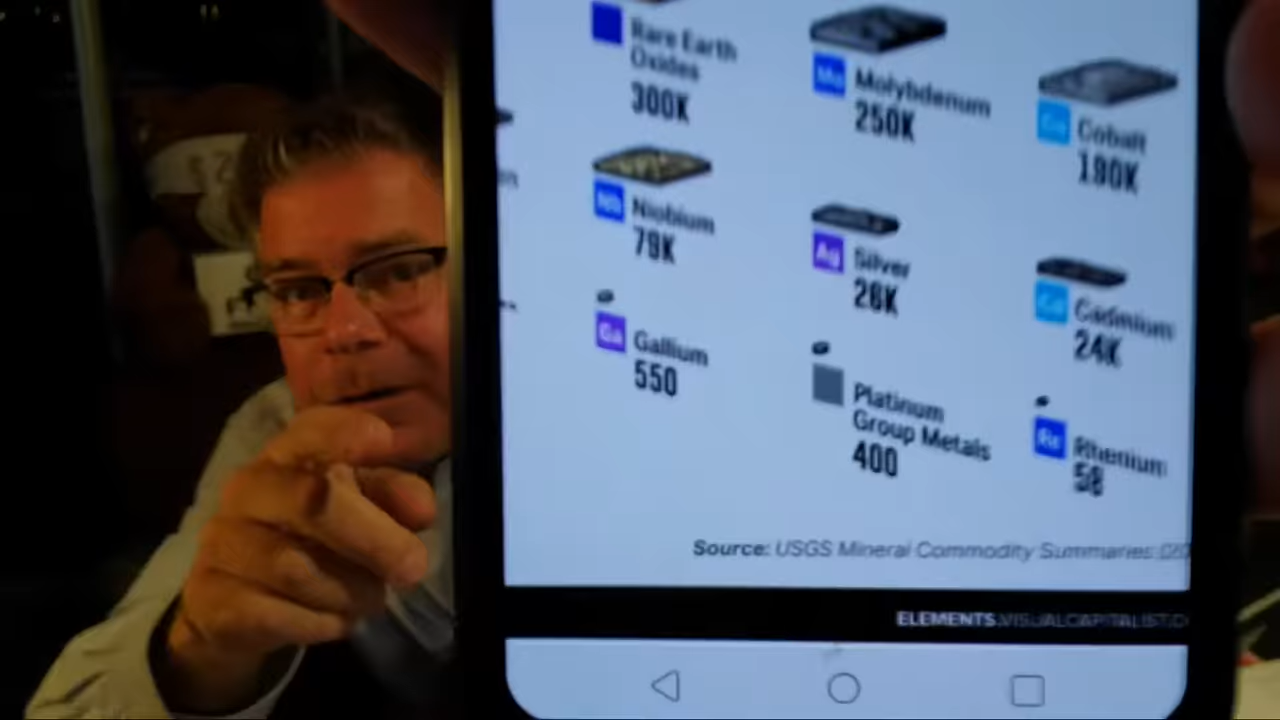 Rare Earth
Oxides
300K
Mo
Molybdenum
250K
Co
Cobalt
190K
Nb
Niobium
79K
Ag
Silver
26K
Cd
Cadmium
24K
Ga
Gallium
550
Platinum
Group Metals
400
Re
Rhenium
58
Source: USGS Mineral Commodity Summaries
ELEMENTS.VISUALCAPITALIST.C